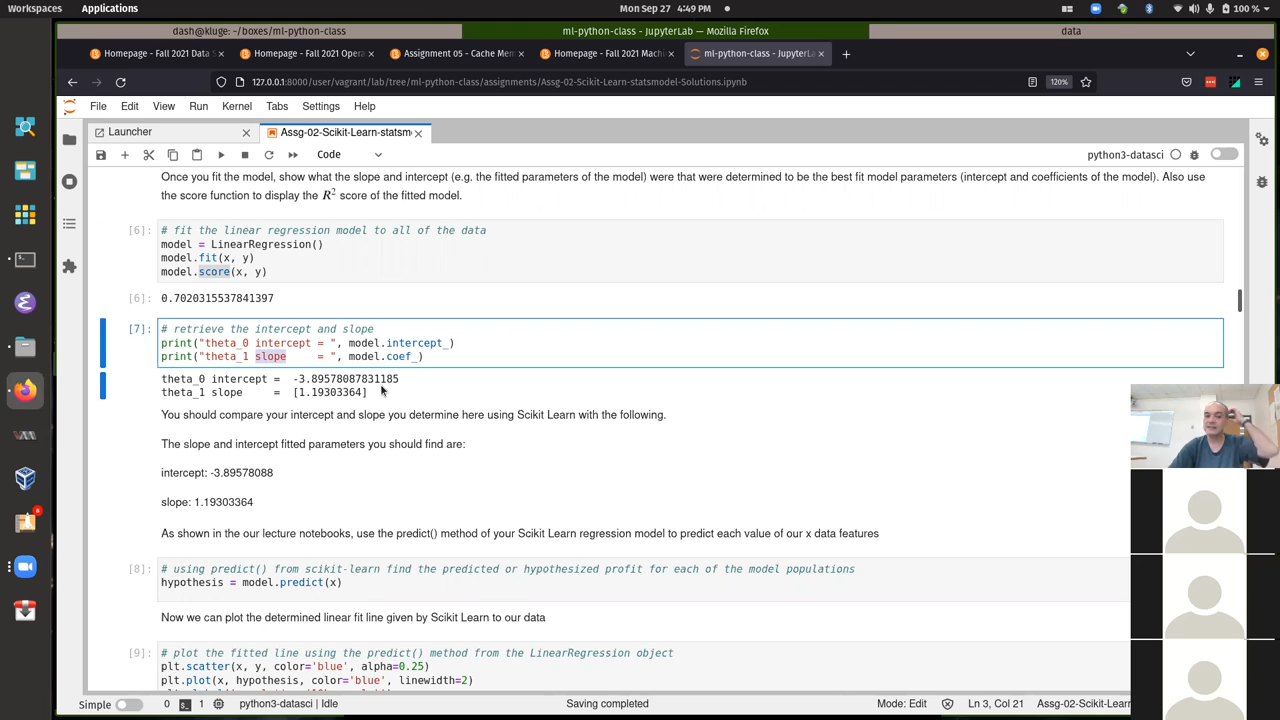 Workspaces Applications Mon Sep 27 4:49 PM 100 %
dash@kluge: ~/boxes/ml-python-class ml-python-class - JupyterLab — Mozilla Firefox data
Homepage - Fall 2021 Data S Homepage - Fall 2021 Opera Assignment 05 - Cache Mem Homepage - Fall 2021 Machi ml-python-class - JupyterLab
127.0.0.1:8000/user/vagrant/lab/tree/ml-python-class/assignments/Assg-02-Scikit-Learn-statsmodel-Solutions.ipynb 120%
File Edit View Run Kernel Tabs Settings Help
Launcher Assg-02-Scikit-Learn-statsm
Code python3-datasci
Once you fit the model, show what the slope and intercept (e.g. the fitted parameters of the model) were that were determined to be the best fit model parameters (intercept and coefficients of the model). Also use
the score function to display the R² score of the fitted model.
[6]: # fit the linear regression model to all of the data
model = LinearRegression()
model.fit(x, y)
model.score(x, y)
[6]: 0.7020315537841397
[7]: # retrieve the intercept and slope
print("theta_0 intercept = ", model.intercept_)
print("theta_1 slope     = ", model.coef_)
theta_0 intercept =  -3.89578087831185
theta_1 slope     =  [1.19303364]
You should compare your intercept and slope you determine here using Scikit Learn with the following.
The slope and intercept fitted parameters you should find are:
intercept: -3.89578088
slope: 1.19303364
As shown in the our lecture notebooks, use the predict() method of your Scikit Learn regression model to predict each value of our x data features
[8]: # using predict() from scikit-learn find the predicted or hypothesized profit for each of the model populations
hypothesis = model.predict(x)
Now we can plot the determined linear fit line given by Scikit Learn to our data
[9]: # plot the fitted line using the predict() method from the LinearRegression object
plt.scatter(x, y, color='blue', alpha=0.25)
plt.plot(x, hypothesis, color='blue', linewidth=2)
Simple 0 1 python3-datasci | Idle Saving completed Mode: Edit Ln 3, Col 21 Assg-02-Scikit-Learn